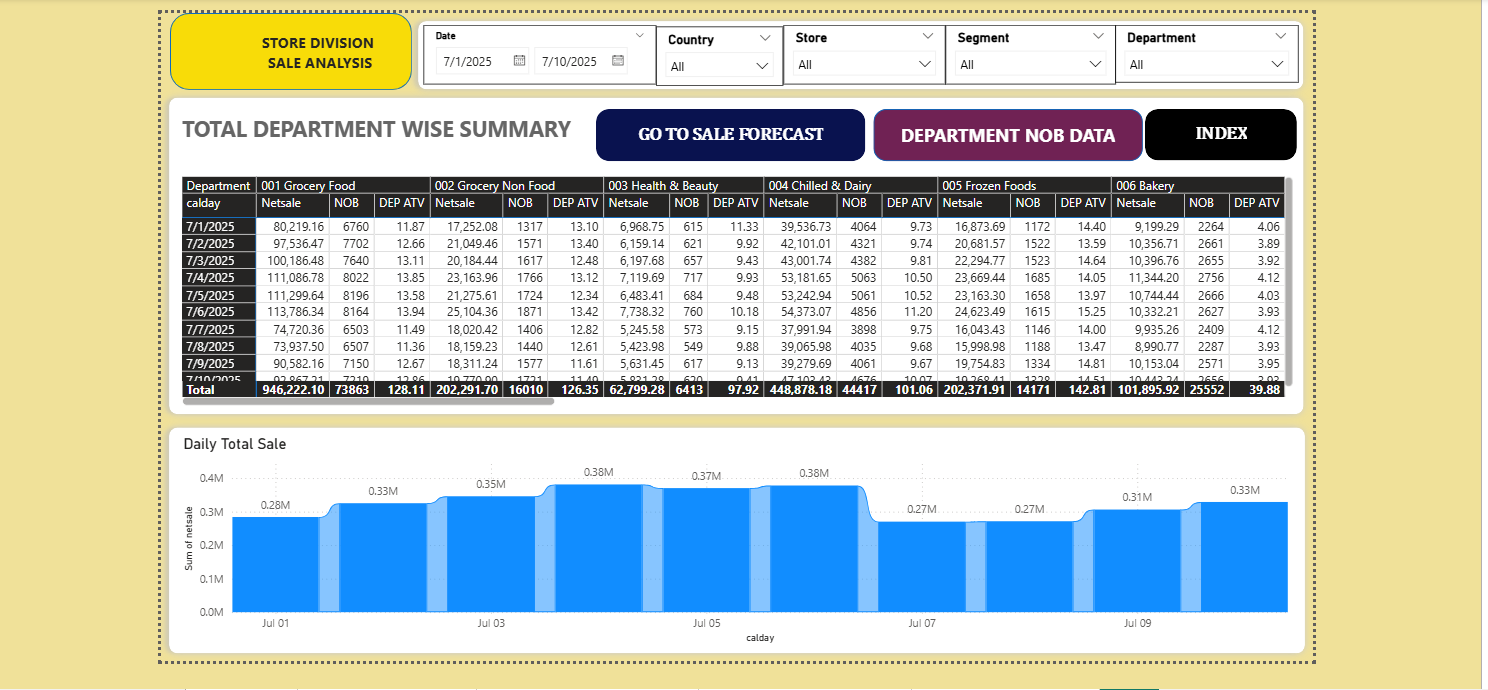 STORE DIVISION
SALE ANALYSIS
Date
7/1/2025 7/10/2025
Country
All
Store
All
Segment
All
Department
All
TOTAL DEPARTMENT WISE SUMMARY
GO TO SALE FORECAST
DEPARTMENT NOB DATA
INDEX
Department 001 Grocery Food 002 Grocery Non Food 003 Health & Beauty 004 Chilled & Dairy 005 Frozen Foods 006 Bakery
calday Netsale NOB DEP ATV Netsale NOB DEP ATV Netsale NOB DEP ATV Netsale NOB DEP ATV Netsale NOB DEP ATV Netsale NOB DEP ATV
7/1/2025 80,219.16 6760 11.87 17,252.08 1317 13.10 6,968.75 615 11.33 39,536.73 4064 9.73 16,873.69 1172 14.40 9,199.29 2264 4.06
7/2/2025 97,536.47 7702 12.66 21,049.46 1571 13.40 6,159.14 621 9.92 42,101.01 4321 9.74 20,681.57 1522 13.59 10,356.71 2661 3.89
7/3/2025 100,186.48 7640 13.11 20,184.44 1617 12.48 6,197.68 657 9.43 43,001.74 4382 9.81 22,294.77 1523 14.64 10,396.76 2655 3.92
7/4/2025 111,086.78 8022 13.85 23,163.96 1766 13.12 7,119.69 717 9.93 53,181.65 5063 10.50 23,669.44 1685 14.05 11,344.20 2756 4.12
7/5/2025 111,299.64 8196 13.58 21,275.61 1724 12.34 6,483.41 684 9.48 53,242.94 5061 10.52 23,163.30 1658 13.97 10,744.44 2666 4.03
7/6/2025 113,786.34 8164 13.94 25,104.36 1871 13.42 7,738.32 760 10.18 54,373.07 4856 11.20 24,623.49 1615 15.25 10,332.21 2627 3.93
7/7/2025 74,720.36 6503 11.49 18,020.42 1406 12.82 5,245.58 573 9.15 37,991.94 3898 9.75 16,043.43 1146 14.00 9,935.26 2409 4.12
7/8/2025 73,937.50 6507 11.36 18,159.23 1440 12.61 5,423.98 549 9.88 39,065.98 4035 9.68 15,998.98 1188 13.47 8,990.77 2287 3.93
7/9/2025 90,582.16 7150 12.67 18,311.24 1577 11.61 5,631.45 617 9.13 39,279.69 4061 9.67 19,754.83 1334 14.81 10,153.04 2571 3.95
7/10/2025
Total 946,222.10 73863 128.11 202,291.70 16010 126.35 62,799.28 6413 97.92 448,878.18 44417 101.06 202,371.91 14171 142.81 101,895.92 25552 39.88
Daily Total Sale
Sum of netsale
0.4M
0.3M
0.2M
0.1M
0.0M
0.28M 0.33M 0.35M 0.38M 0.37M 0.38M 0.27M 0.27M 0.31M 0.33M
Jul 01 Jul 03 Jul 05 Jul 07 Jul 09
calday